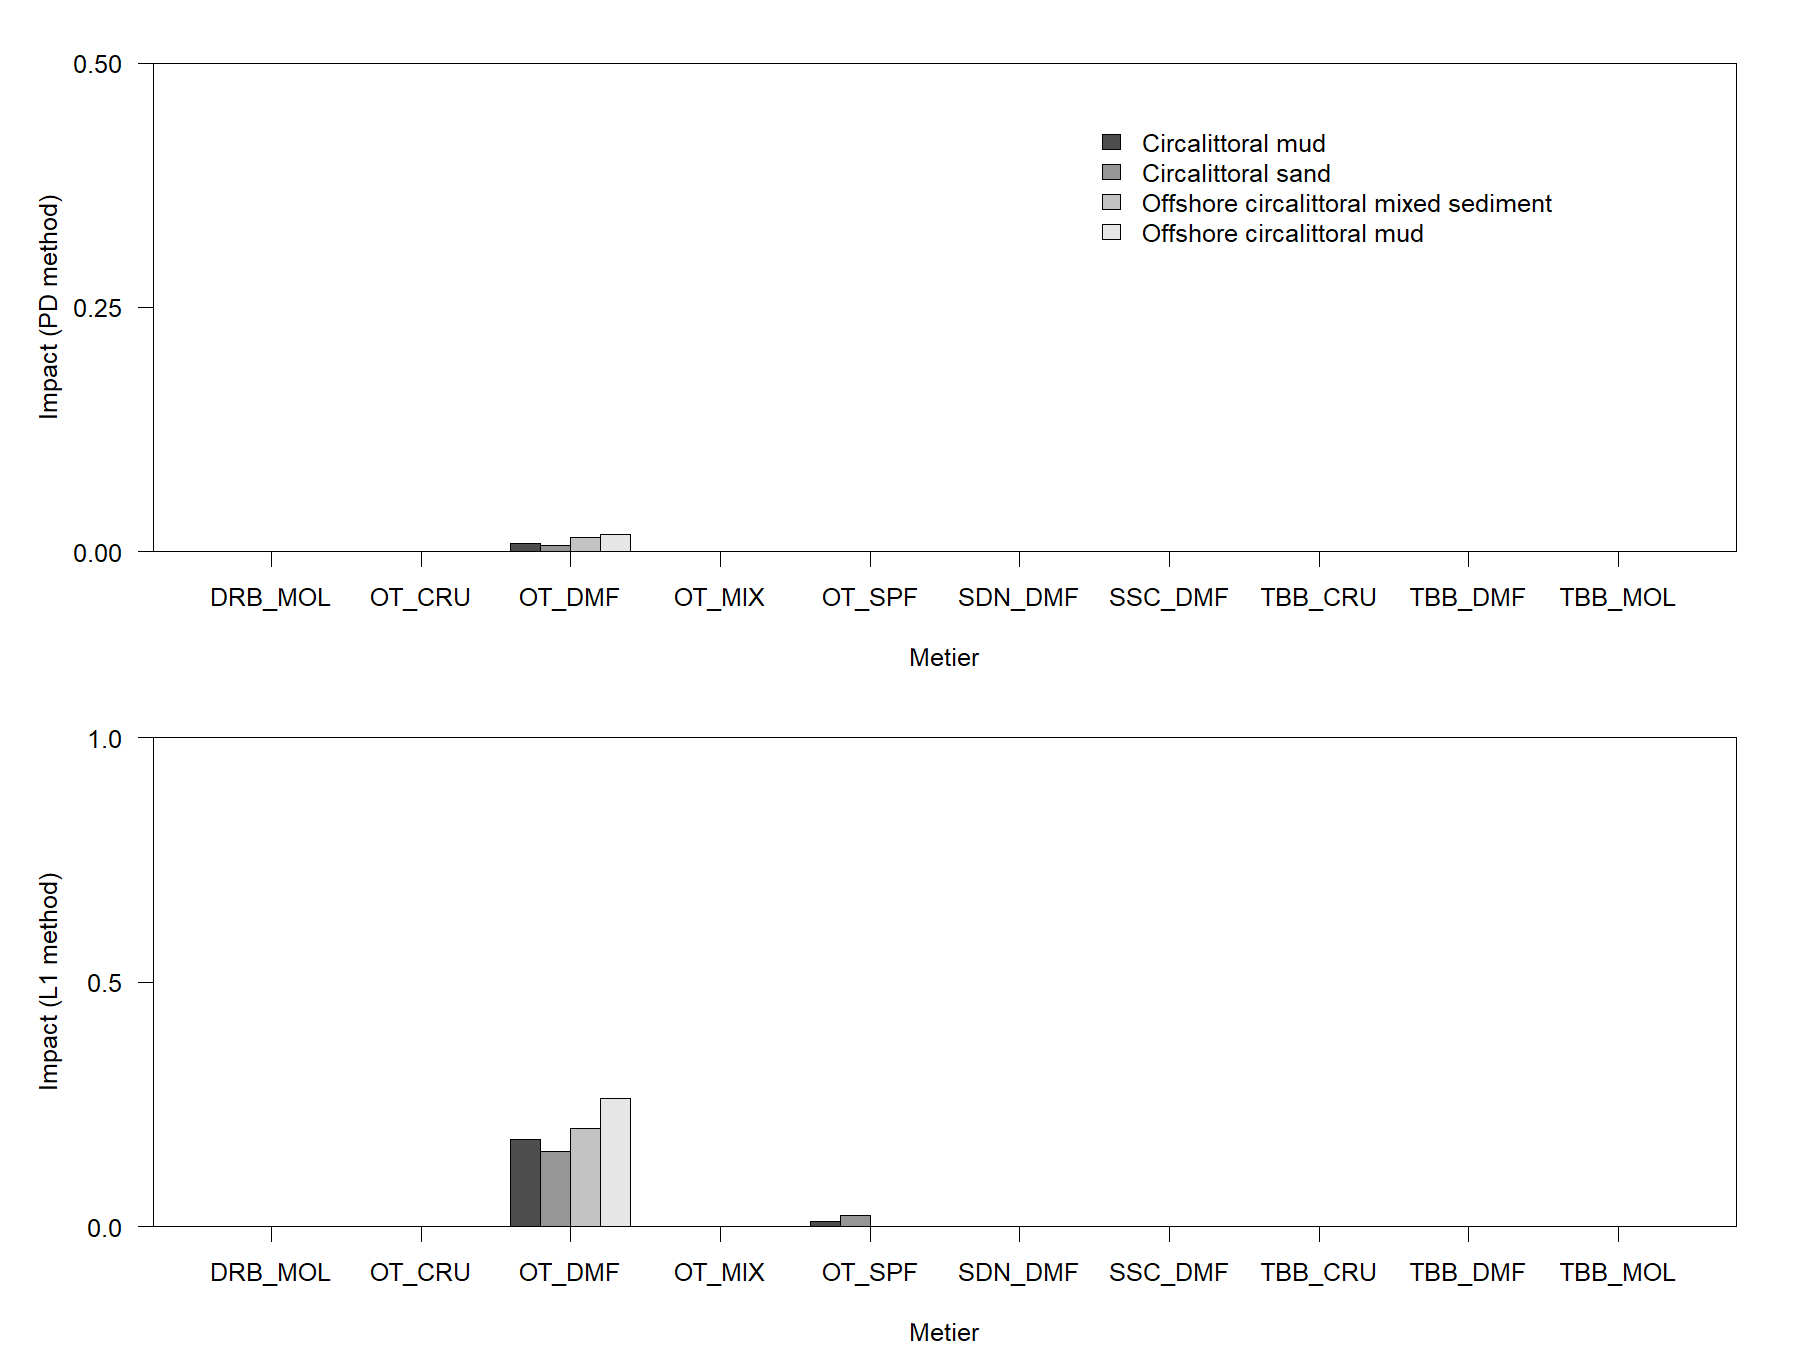 0.50
0.25
0.00
Impact (PD method)
Circalittoral mud
Circalittoral sand
Offshore circalittoral mixed sediment
Offshore circalittoral mud
DRB_MOL OT_CRU OT_DMF OT_MIX OT_SPF SDN_DMF SSC_DMF TBB_CRU TBB_DMF TBB_MOL
Metier
1.0
0.5
0.0
Impact (L1 method)
DRB_MOL OT_CRU OT_DMF OT_MIX OT_SPF SDN_DMF SSC_DMF TBB_CRU TBB_DMF TBB_MOL
Metier